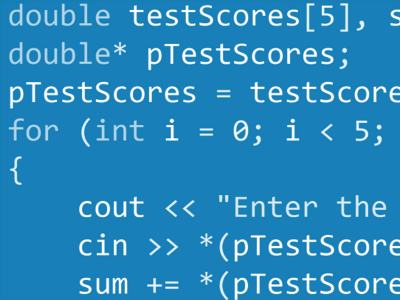 double testScores[5], s
double* pTestScores;
pTestScores = testScore
for (int i = 0; i < 5;
{
cout << "Enter the
cin >> *(pTestScore
sum += *(pTestScore